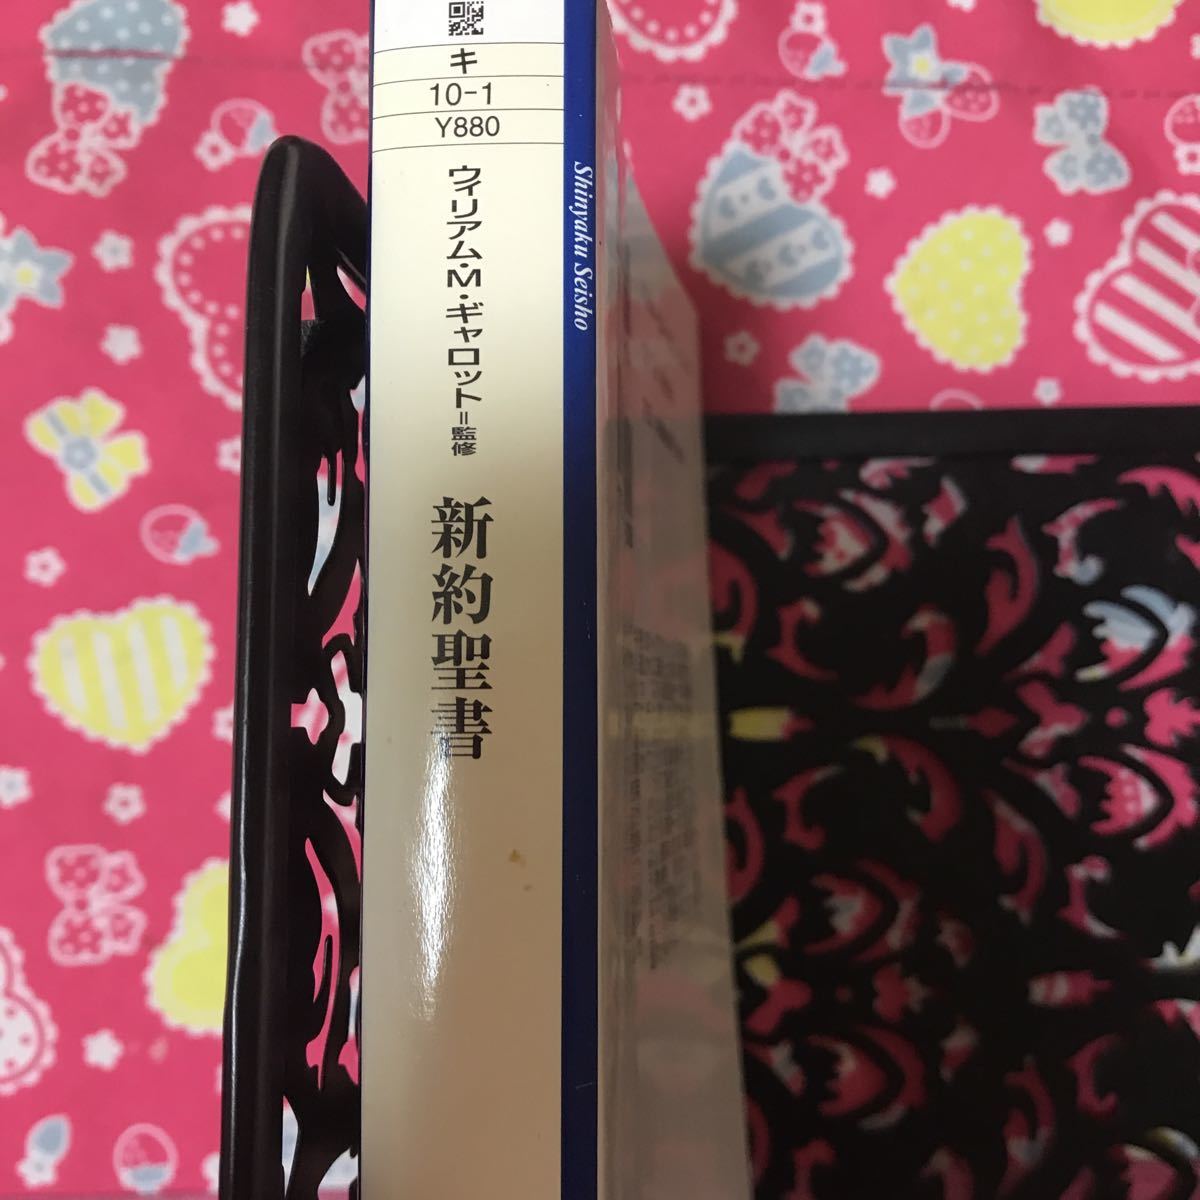 キ
10-1
Y880
ウィリアム・M・ギャロット=監修
新約聖書
Shinyaku Seisho